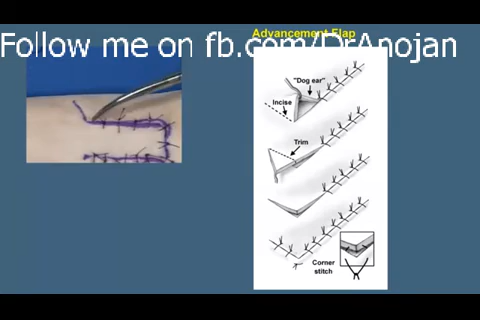 Advancement Flap
Follow me on fb.com/DrAnojan
"Dog ear"
Incise
Trim
Corner
stitch